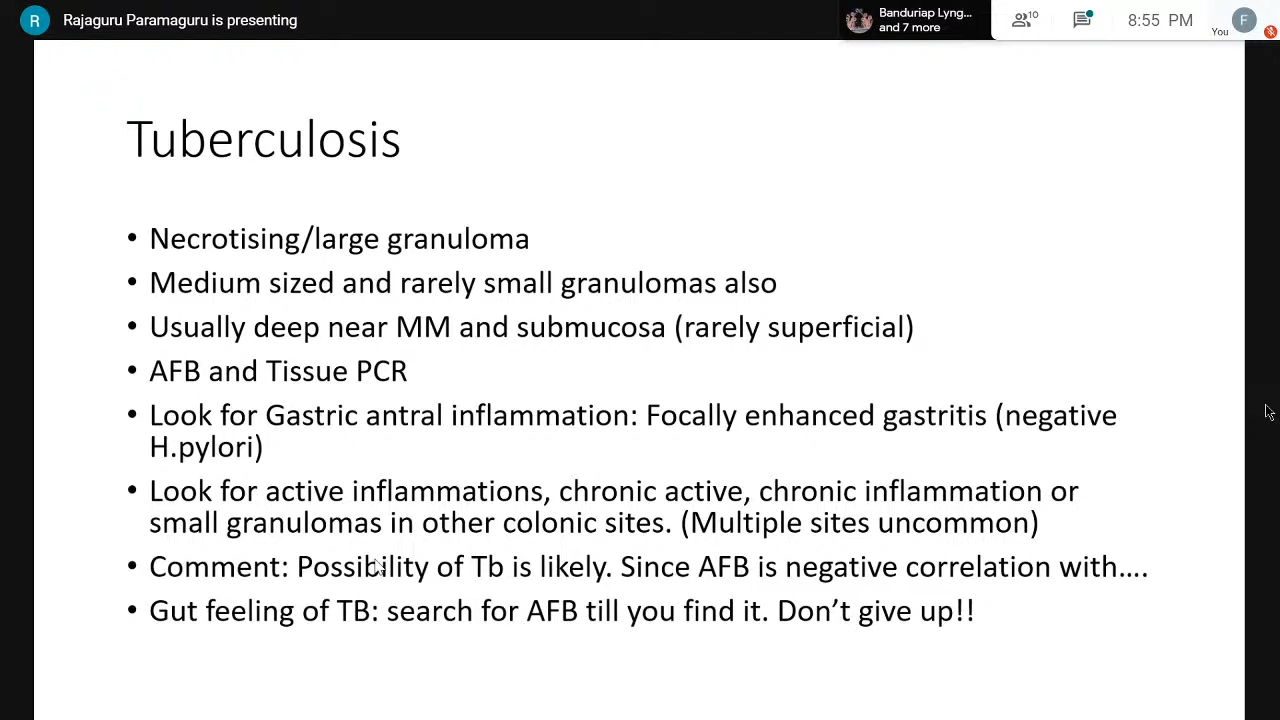 R Rajaguru Paramaguru is presenting
Banduriap Lyng...
and 7 more
10
8:55 PM
You
F
Tuberculosis
• Necrotising/large granuloma
• Medium sized and rarely small granulomas also
• Usually deep near MM and submucosa (rarely superficial)
• AFB and Tissue PCR
• Look for Gastric antral inflammation: Focally enhanced gastritis (negative
H.pylori)
• Look for active inflammations, chronic active, chronic inflammation or
small granulomas in other colonic sites. (Multiple sites uncommon)
• Comment: Possibility of Tb is likely. Since AFB is negative correlation with....
• Gut feeling of TB: search for AFB till you find it. Don’t give up!!